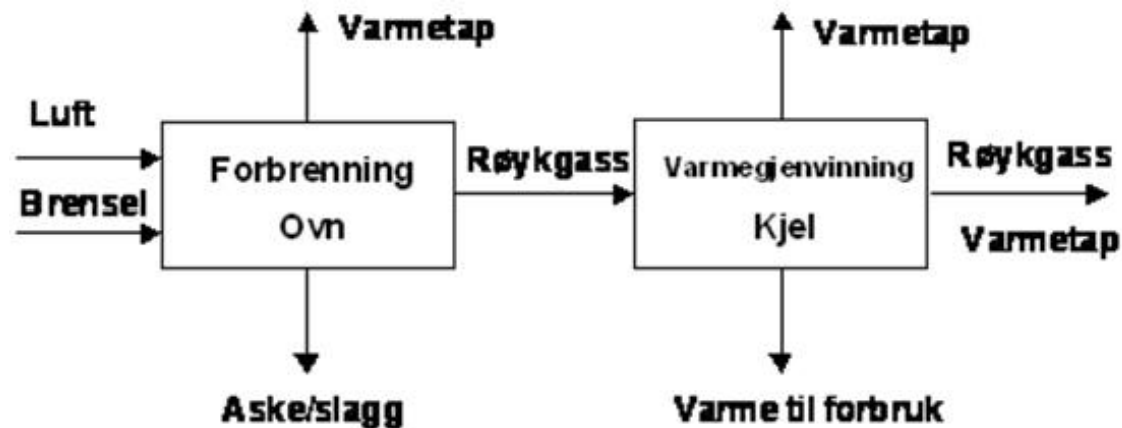 Varmetap
Varmetap
Luft
Brensel
Forbrenning
Ovn
Røykgass
Varmegjenvinning
Kjel
Røykgass
Varmetap
Aske/slagg
Varme til forbruk